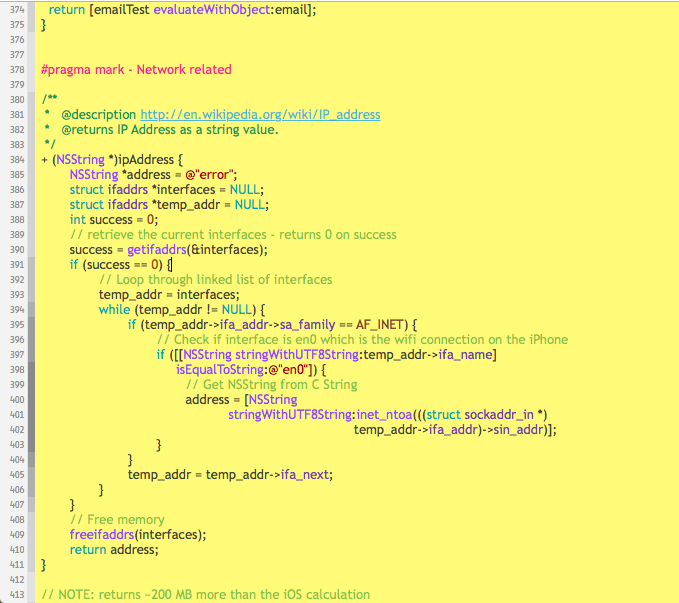 374 return [emailTest evaluateWithObject:email];
375 }
376
377
378 #pragma mark - Network related
379
380 /**
381 * @description http://en.wikipedia.org/wiki/IP_address
382 * @returns IP Address as a string value.
383 */
384 + (NSString *)ipAddress {
385 NSString *address = @"error";
386 struct ifaddrs *interfaces = NULL;
387 struct ifaddrs *temp_addr = NULL;
388 int success = 0;
389 // retrieve the current interfaces - returns 0 on success
390 success = getifaddrs(&interfaces);
391 if (success == 0) {
392 // Loop through linked list of interfaces
393 temp_addr = interfaces;
394 while (temp_addr != NULL) {
395 if (temp_addr->ifa_addr->sa_family == AF_INET) {
396 // Check if interface is en0 which is the wifi connection on the iPhone
397 if ([[NSString stringWithUTF8String:temp_addr->ifa_name]
398 isEqualToString:@"en0"]) {
399 // Get NSString from C String
400 address = [NSString
401 stringWithUTF8String:inet_ntoa(((struct sockaddr_in *)
402 temp_addr->ifa_addr)->sin_addr)];
403 }
404 }
405 temp_addr = temp_addr->ifa_next;
406 }
407 }
408 // Free memory
409 freeifaddrs(interfaces);
410 return address;
411 }
412
413 // NOTE: returns ~200 MB more than the iOS calculation